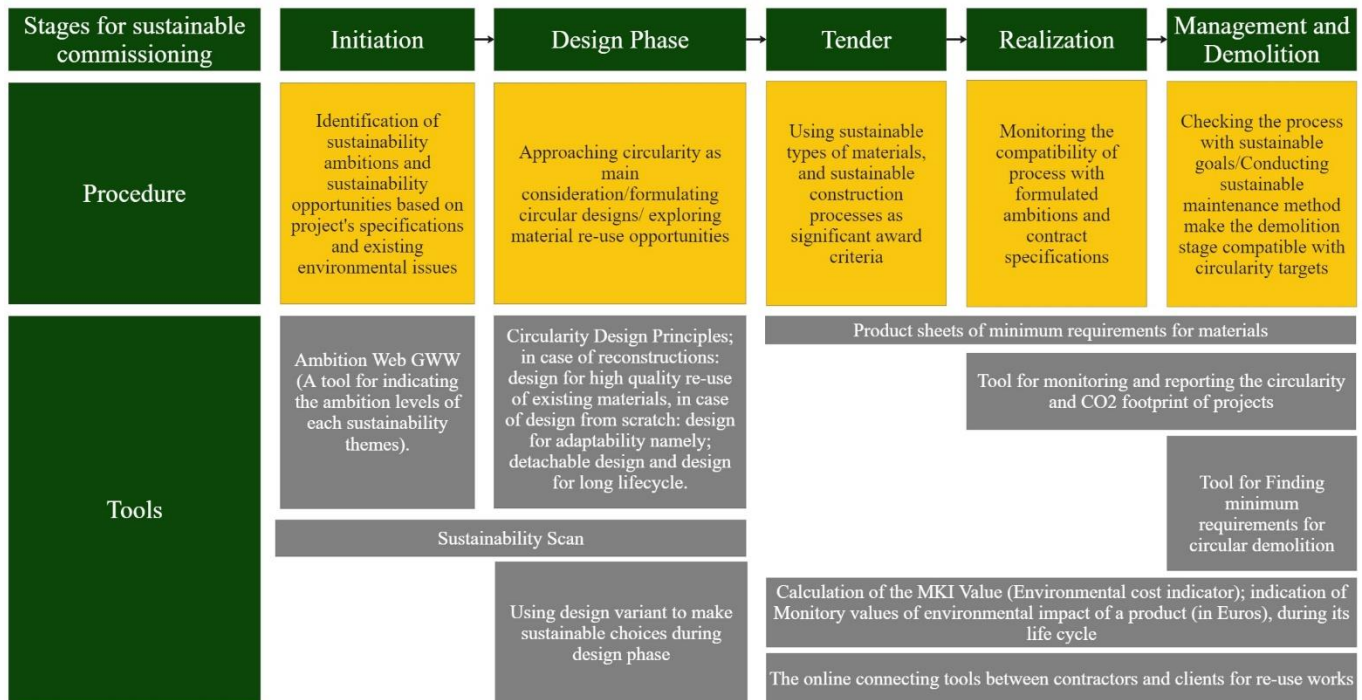 Stages for sustainable
commissioning
Initiation
Design Phase
Tender
Realization
Management and
Demolition
Procedure
Identification of
sustainability
ambitions and
sustainability
opportunities based on
project's specifications
and existing
environmental issues
Approaching circularity as
main
consideration/formulating
circular designs/ exploring
material re-use opportunities
Using sustainable
types of materials,
and sustainable
construction
processes as
significant award
criteria
Monitoring the
compatibility of
process with
formulated
ambitions and
contract
specifications
Checking the process
with sustainable
goals/Conducting
sustainable
maintenance method
make the demolition
stage compatible with
circularity targets
Tools
Ambition Web GWW
(A tool for indicating
the ambition levels of
each sustainability
themes).
Circularity Design Principles;
in case of reconstructions:
design for high quality re-use
of existing materials, in case
of design from scratch: design
for adaptability namely;
detachable design and design
for long lifecycle.
Product sheets of minimum requirements for materials
Tool for monitoring and reporting the circularity
and CO2 footprint of projects
Tool for Finding
minimum
requirements for
circular demolition
Sustainability Scan
Using design variant to make
sustainable choices during
design phase
Calculation of the MKI Value (Environmental cost indicator); indication of
Monitory values of environmental impact of a product (in Euros), during its
life cycle
The online connecting tools between contractors and clients for re-use works